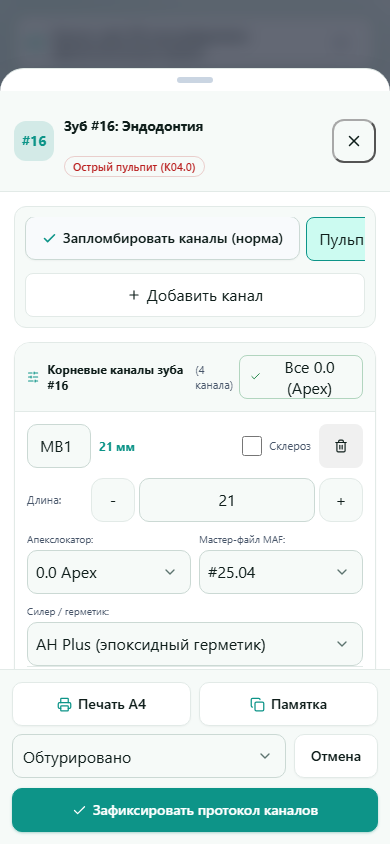 #16
Зуб #16: Эндодонтия
Острый пульпит (K04.0)
Запломбировать каналы (норма)
Пульп
+ Добавить канал
Корневые каналы зуба
#16
(4
канала)
Все 0.0
(Apex)
MB1
21 мм
Склероз
Длина:
-
21
+
Апекслокатор:
Мастер-файл MAF:
0.0 Apex
#25.04
Силер / герметик:
AH Plus (эпоксидный герметик)
Печать А4
Памятка
Обтурировано
Отмена
Зафиксировать протокол каналов